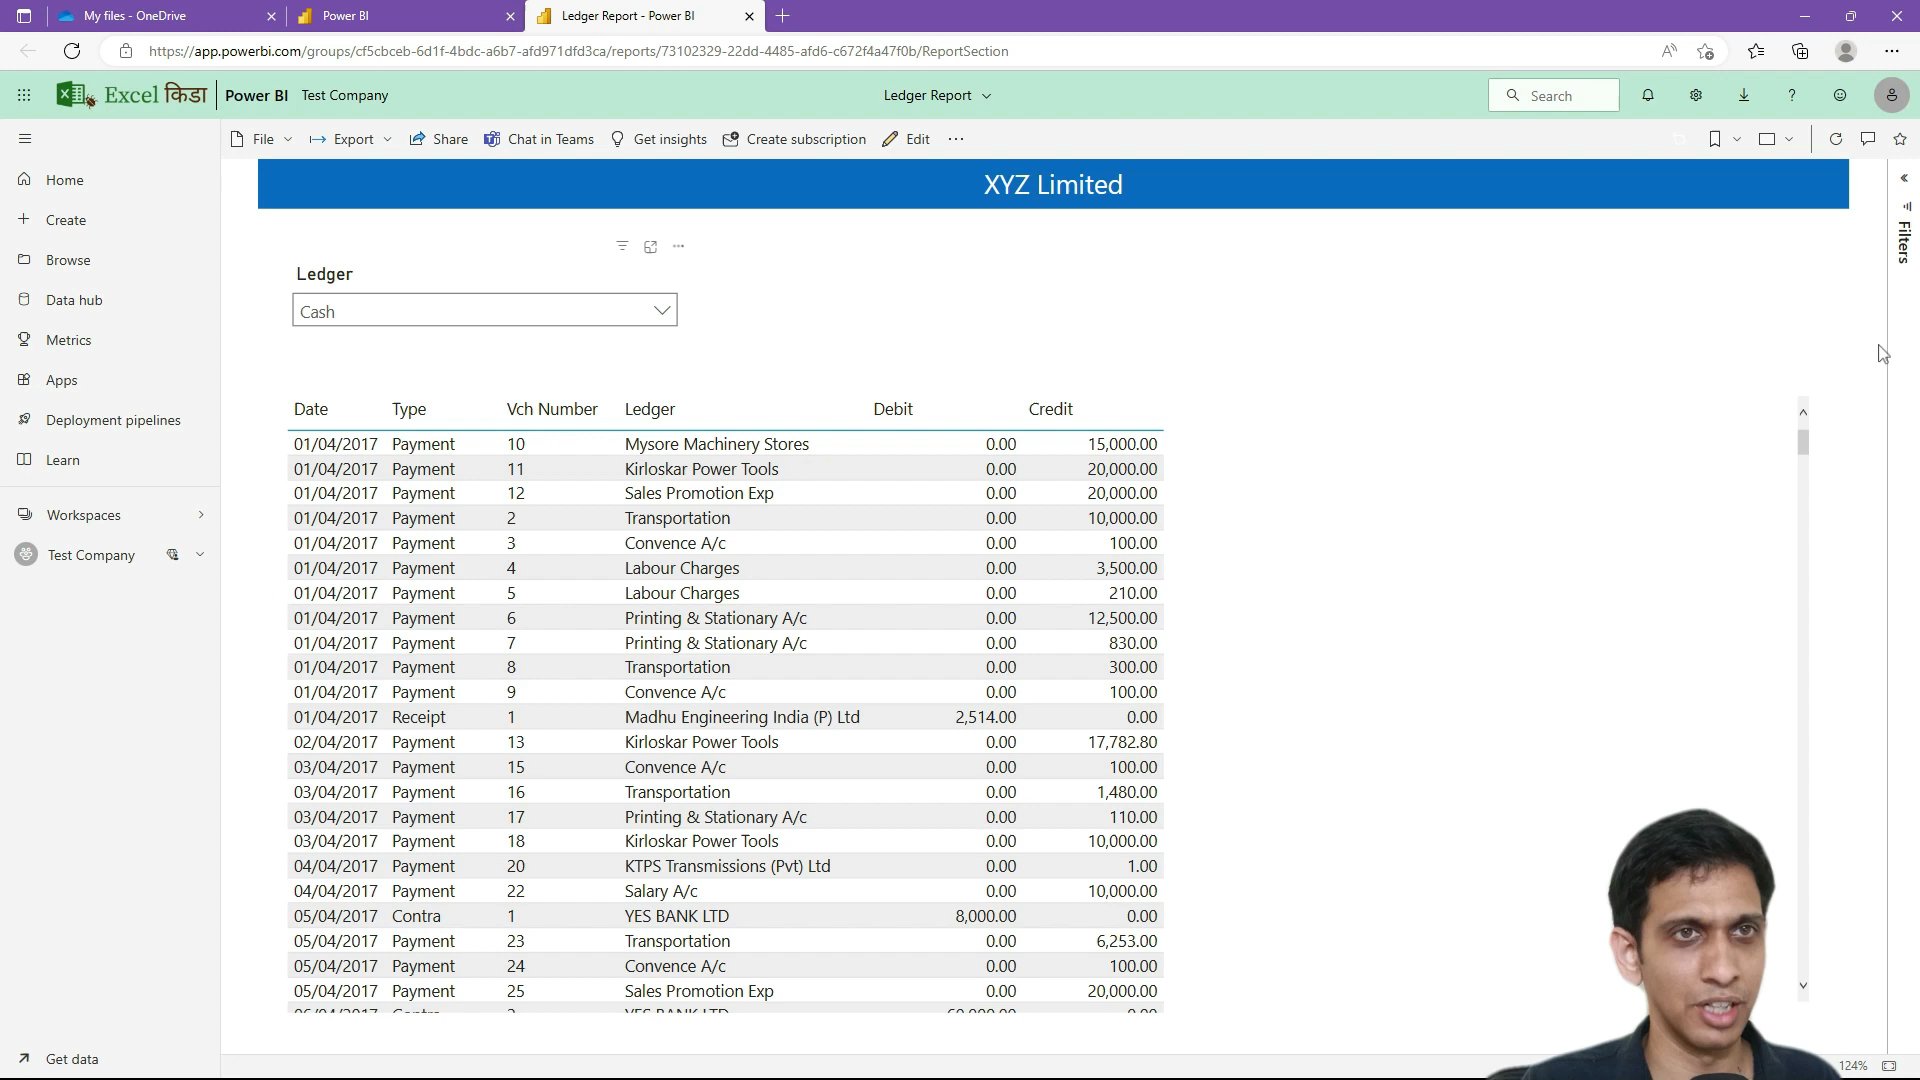 My files - OneDrive
Power BI
Ledger Report - Power BI
https://app.powerbi.com/groups/cf5cbceb-6d1f-4bdc-a6b7-afd971dfd3ca/reports/73102329-22dd-4485-afd6-c672f4a47f0b/ReportSection
Excel किडा Power BI Test Company
Ledger Report
Search
File Export Share Chat in Teams Get insights Create subscription Edit
Home
Create
Browse
Data hub
Metrics
Apps
Deployment pipelines
Learn
Workspaces
Test Company
Get data
XYZ Limited
Filters
Ledger
Cash
Date Type Vch Number Ledger Debit Credit
01/04/2017 Payment 10 Mysore Machinery Stores 0.00 15,000.00
01/04/2017 Payment 11 Kirloskar Power Tools 0.00 20,000.00
01/04/2017 Payment 12 Sales Promotion Exp 0.00 20,000.00
01/04/2017 Payment 2 Transportation 0.00 10,000.00
01/04/2017 Payment 3 Convence A/c 0.00 100.00
01/04/2017 Payment 4 Labour Charges 0.00 3,500.00
01/04/2017 Payment 5 Labour Charges 0.00 210.00
01/04/2017 Payment 6 Printing & Stationary A/c 0.00 12,500.00
01/04/2017 Payment 7 Printing & Stationary A/c 0.00 830.00
01/04/2017 Payment 8 Transportation 0.00 300.00
01/04/2017 Payment 9 Convence A/c 0.00 100.00
01/04/2017 Receipt 1 Madhu Engineering India (P) Ltd 2,514.00 0.00
02/04/2017 Payment 13 Kirloskar Power Tools 0.00 17,782.80
03/04/2017 Payment 15 Convence A/c 0.00 100.00
03/04/2017 Payment 16 Transportation 0.00 1,480.00
03/04/2017 Payment 17 Printing & Stationary A/c 0.00 110.00
03/04/2017 Payment 18 Kirloskar Power Tools 0.00 10,000.00
04/04/2017 Payment 20 KTPS Transmissions (Pvt) Ltd 0.00 1.00
04/04/2017 Payment 22 Salary A/c 0.00 10,000.00
05/04/2017 Contra 1 YES BANK LTD 8,000.00 0.00
05/04/2017 Payment 23 Transportation 0.00 6,253.00
05/04/2017 Payment 24 Convence A/c 0.00 100.00
05/04/2017 Payment 25 Sales Promotion Exp 0.00 20,000.00
124%